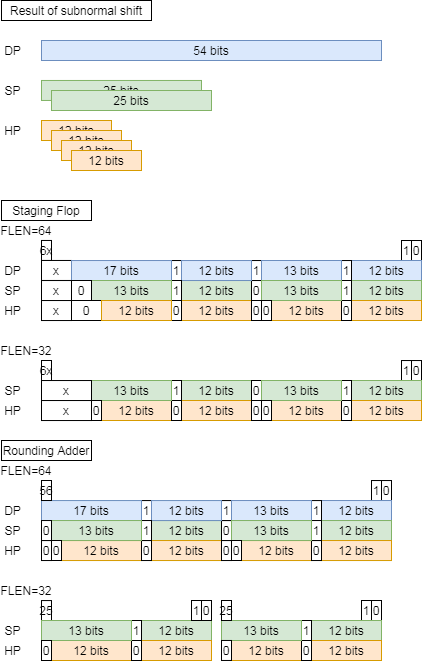 Result of subnormal shift
DP 54 bits
SP 25 bits
25 bits
HP 12 bits
12 bits
12 bits
12 bits
Staging Flop
FLEN=64
6x 1 0
DP x 17 bits 1 12 bits 1 13 bits 1 12 bits
SP x 0 13 bits 1 12 bits 0 13 bits 1 12 bits
HP x 0 12 bits 0 12 bits 0 0 12 bits 0 12 bits
FLEN=32
6x 1 0
SP x 13 bits 1 12 bits 0 13 bits 1 12 bits
HP x 0 12 bits 0 12 bits 0 0 12 bits 0 12 bits
Rounding Adder
FLEN=64
56 1 0
DP 17 bits 1 12 bits 1 13 bits 1 12 bits
SP 0 13 bits 1 12 bits 0 13 bits 1 12 bits
HP 0 0 12 bits 0 12 bits 0 0 12 bits 0 12 bits
FLEN=32
25 1 0 25 1 0
SP 13 bits 1 12 bits 13 bits 1 12 bits
HP 0 12 bits 0 12 bits 0 12 bits 0 12 bits